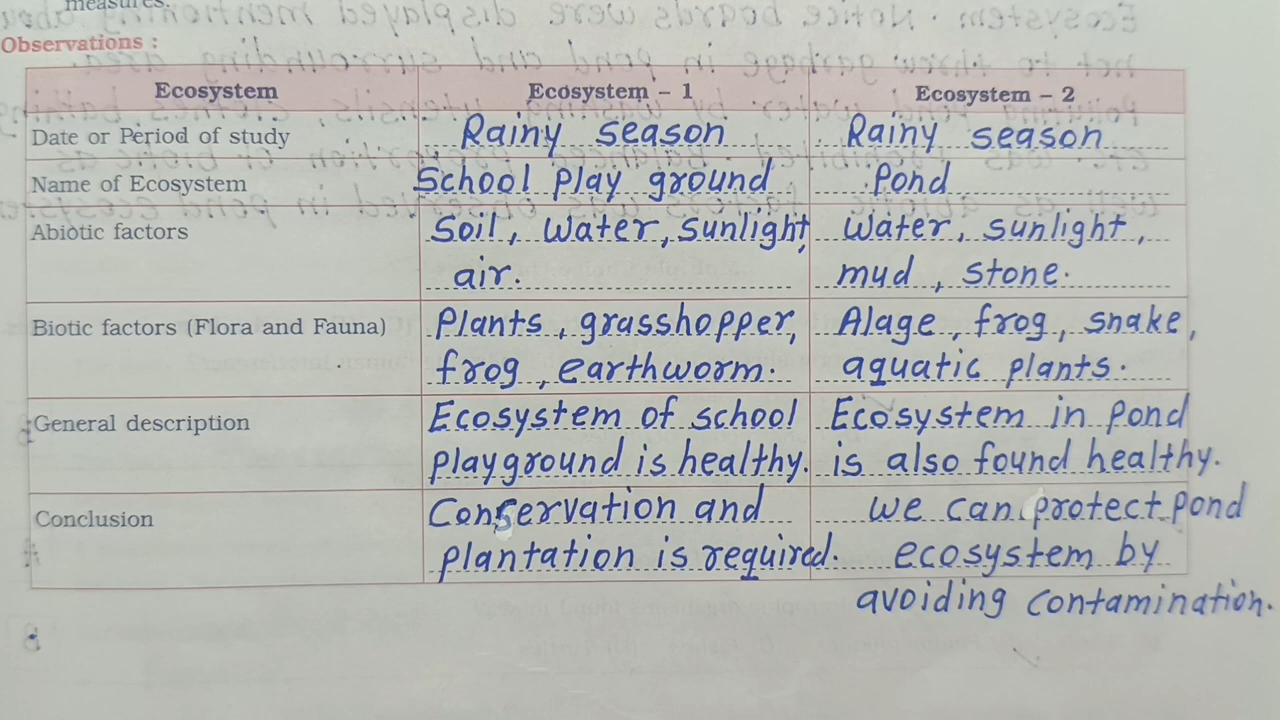 measures.
Observations :
Ecosystem Ecosystem – 1 Ecosystem – 2
Date or Period of study Rainy season Rainy season
Name of Ecosystem School play ground Pond
Abiotic factors Soil, water, sunlight, water, sunlight,
air. mud, stone.
Biotic factors (Flora and Fauna) Plants, grasshopper, Alage, frog, snake,
frog, earthworm. aquatic plants.
General description Ecosystem of school Ecosystem in pond
playground is healthy. is also found healthy.
Conclusion Conservation and we can protect pond
plantation is required. ecosystem by
avoiding contamination.